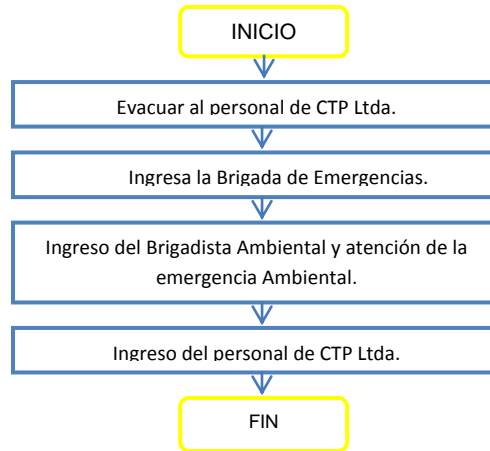 INICIO
Evacuar al personal de CTP Ltda.
Ingresa la Brigada de Emergencias.
Ingreso del Brigadista Ambiental y atención de la
emergencia Ambiental.
Ingreso del personal de CTP Ltda.
FIN